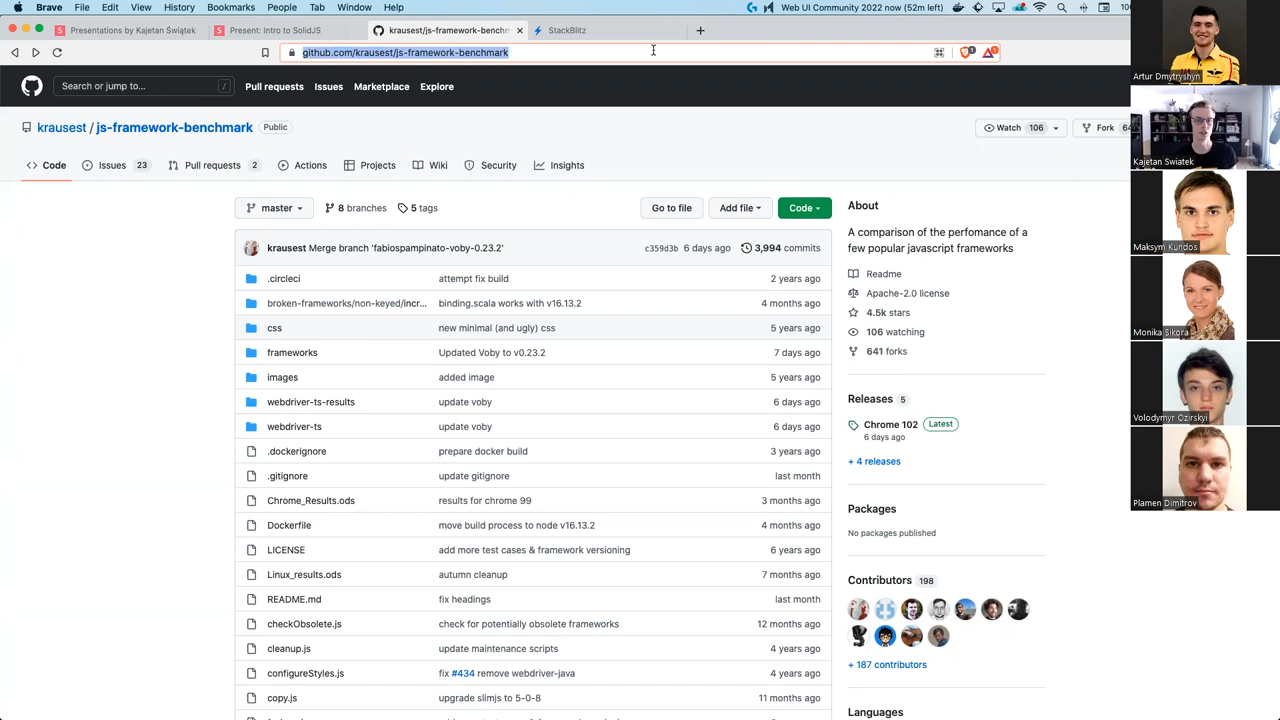 Brave File Edit View History Bookmarks People Tab Window Help Web UI Community 2022 now (52m left)
Presentations by Kajetan Świątek Present: Intro to SolidJS krausest/js-framework-benchm StackBlitz
github.com/krausest/js-framework-benchmark
Search or jump to... / Pull requests Issues Marketplace Explore
krausest / js-framework-benchmark Public Watch 106 Fork
Code Issues 23 Pull requests 2 Actions Projects Wiki Security Insights
master 8 branches 5 tags Go to file Add file Code
krausest Merge branch 'fabiospampinato-voby-0.23.2' c359d3b 6 days ago 3,994 commits
.circleci attempt fix build 2 years ago
broken-frameworks/non-keyed/incr... binding.scala works with v16.13.2 4 months ago
css new minimal (and ugly) css 5 years ago
frameworks Updated Voby to v0.23.2 7 days ago
images added image 5 years ago
webdriver-ts-results update voby 6 days ago
webdriver-ts update voby 6 days ago
.dockerignore prepare docker build 3 years ago
.gitignore update gitignore last month
Chrome_Results.ods results for chrome 99 3 months ago
Dockerfile move build process to node v16.13.2 4 months ago
LICENSE add more test cases & framework versioning 6 years ago
Linux_results.ods autumn cleanup 7 months ago
README.md fix headings last month
checkObsolete.js check for potentially obsolete frameworks 12 months ago
cleanup.js update maintenance scripts 4 years ago
configureStyles.js fix #434 remove webdriver-java 4 years ago
copy.js upgrade slimjs to 5-0-8 11 months ago
About
A comparison of the perfomance of a
few popular javascript frameworks
Readme
Apache-2.0 license
4.5k stars
106 watching
641 forks
Releases 5
Chrome 102 Latest
6 days ago
+ 4 releases
Packages
No packages published
Contributors 198
+ 187 contributors
Languages
Artur Dmytryshyn
Kajetan Swiatek
Maksym Kundos
Monika Sikora
Volodymyr Ozirskyi
Plamen Dimitrov